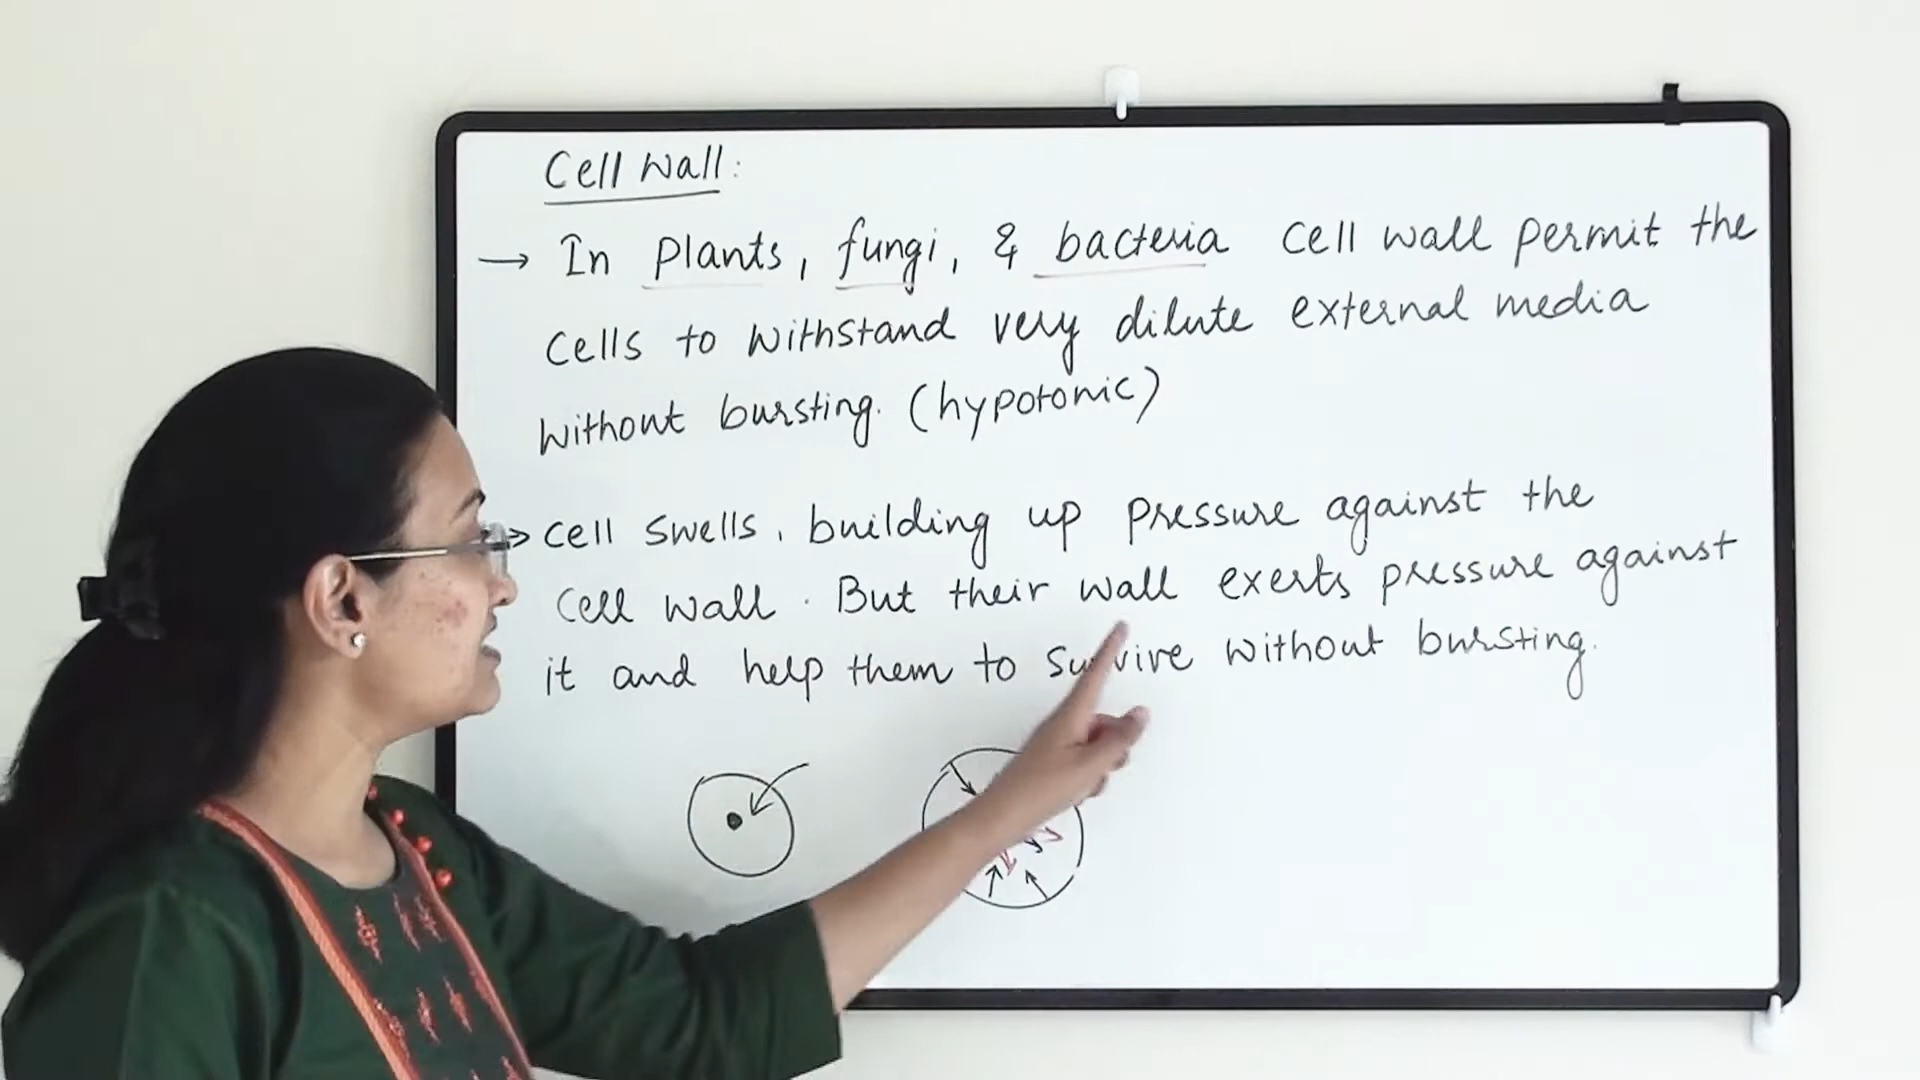 Cell Wall:
→ In plants, fungi, & bacteria cell wall permit the
cells to withstand very dilute external media
without bursting. (hypotonic)
→ cell swells, building up pressure against the
cell wall. But their wall exerts pressure against
it and help them to survive without bursting.